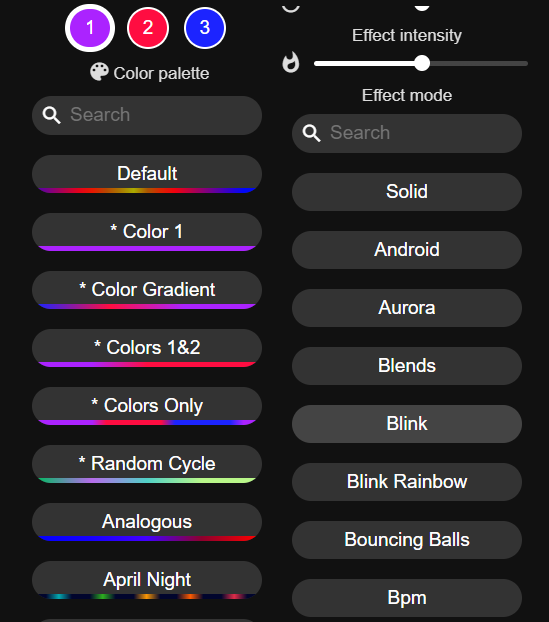 1 2 3
Color palette
Search
Default
* Color 1
* Color Gradient
* Colors 1&2
* Colors Only
* Random Cycle
Analogous
April Night
Effect intensity
Effect mode
Search
Solid
Android
Aurora
Blends
Blink
Blink Rainbow
Bouncing Balls
Bpm